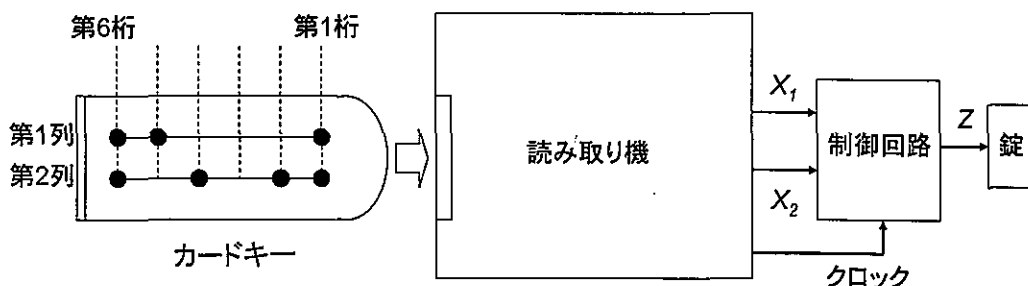 第6桁
第1桁
第1列
第2列
カードキー
読み取り機
X1
X2
クロック
制御回路
Z
錠